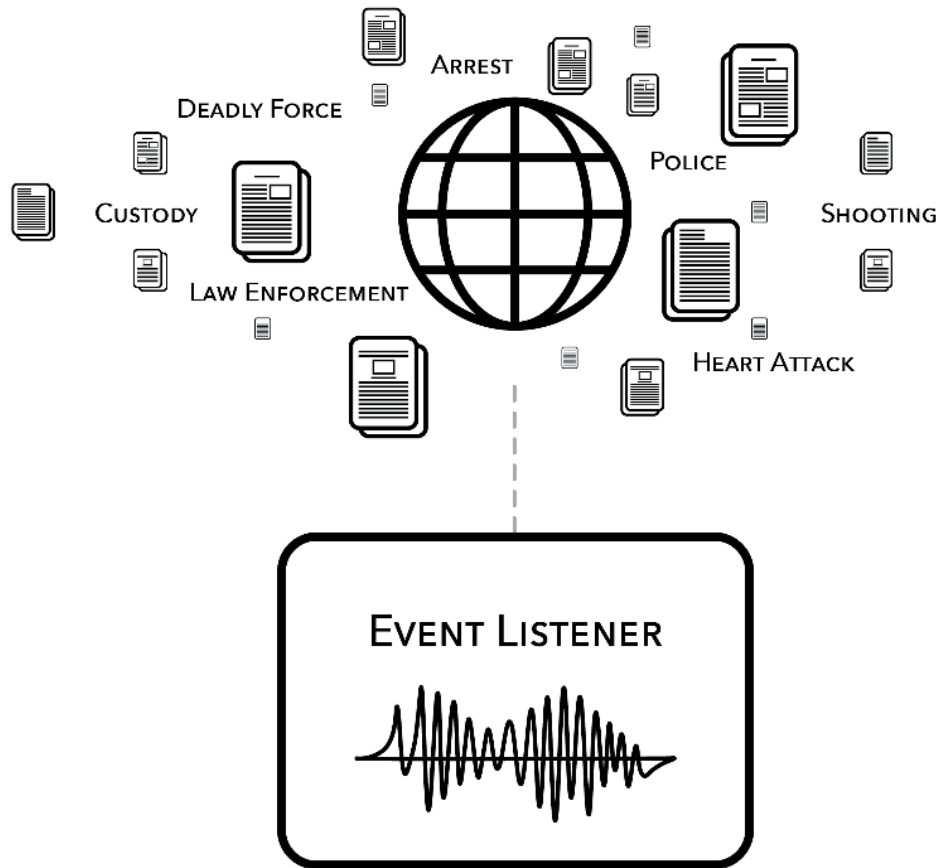 ARREST
DEADLY FORCE
POLICE
CUSTODY
SHOOTING
LAW ENFORCEMENT
HEART ATTACK
EVENT LISTENER